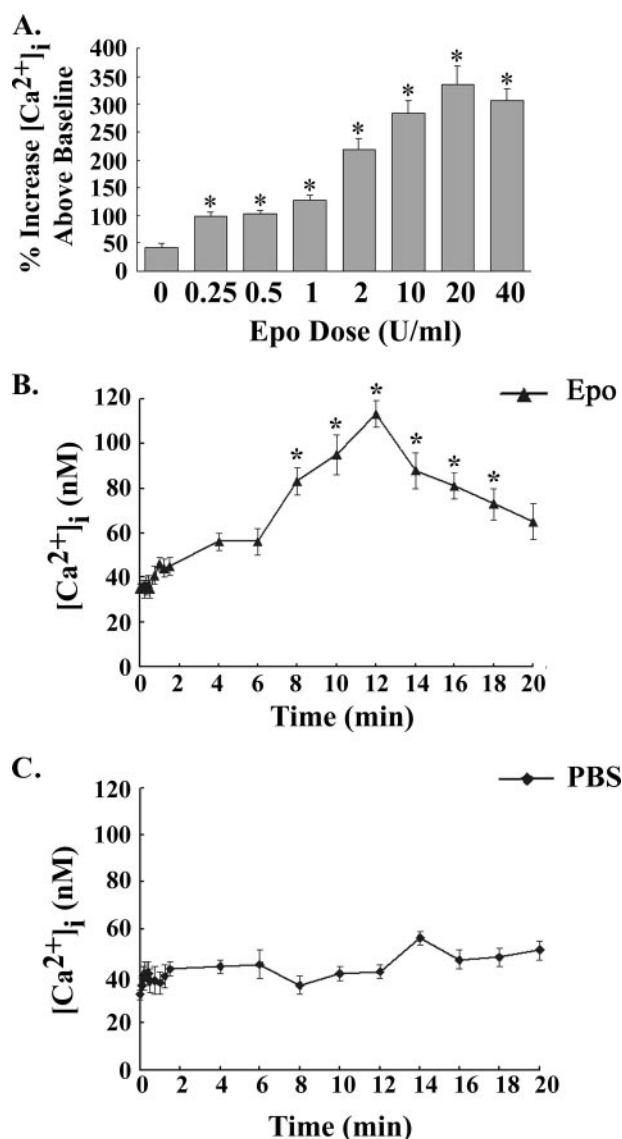 A.
% Increase [Ca²⁺]ᵢ
Above Baseline
400
350
300
250
200
150
100
50
0
* * * * * * *
0 0.25 0.5 1 2 10 20 40
Epo Dose (U/ml)
B.
Epo
[Ca²⁺]ᵢ (nM)
120
100
80
60
40
20
0
* * * * * *
0 2 4 6 8 10 12 14 16 18 20
Time (min)
C.
PBS
[Ca²⁺]ᵢ (nM)
120
100
80
60
40
20
0
0 2 4 6 8 10 12 14 16 18 20
Time (min)